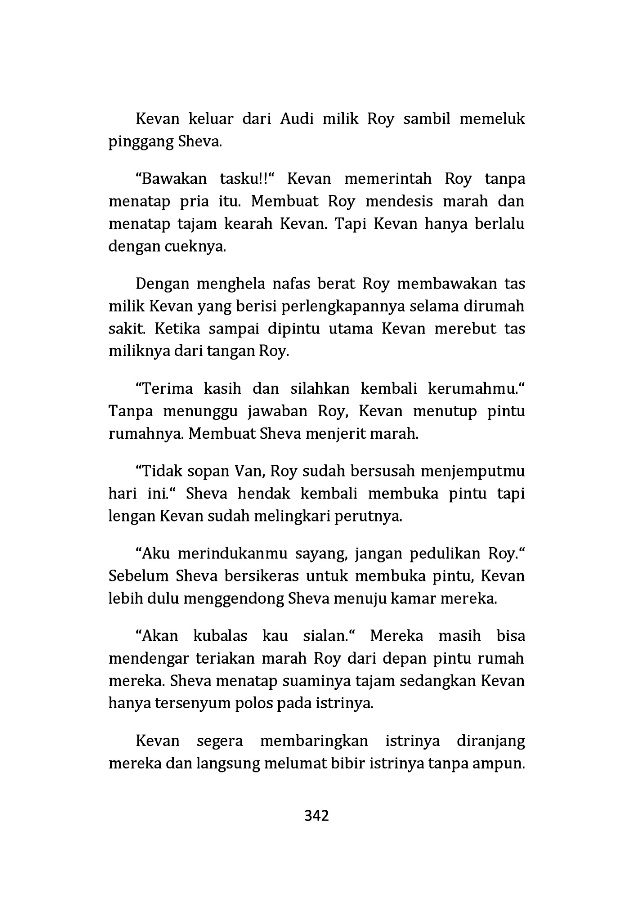 Kevan keluar dari Audi milik Roy sambil memeluk
pinggang Sheva.
"Bawakan tasku!!" Kevan memerintah Roy tanpa
menatap pria itu. Membuat Roy mendesis marah dan
menatap tajam kearah Kevan. Tapi Kevan hanya berlalu
dengan cueknya.
Dengan menghela nafas berat Roy membawakan tas
milik Kevan yang berisi perlengkapannya selama dirumah
sakit. Ketika sampai dipintu utama Kevan merebut tas
miliknya dari tangan Roy.
"Terima kasih dan silahkan kembali kerumahmu."
Tanpa menunggu jawaban Roy, Kevan menutup pintu
rumahnya. Membuat Sheva menjerit marah.
"Tidak sopan Van, Roy sudah bersusah menjemputmu
hari ini." Sheva hendak kembali membuka pintu tapi
lengan Kevan sudah melingkari perutnya.
"Aku merindukanmu sayang, jangan pedulikan Roy."
Sebelum Sheva bersikeras untuk membuka pintu, Kevan
lebih dulu menggendong Sheva menuju kamar mereka.
"Akan kubalas kau sialan." Mereka masih bisa
mendengar teriakan marah Roy dari depan pintu rumah
mereka. Sheva menatap suaminya tajam sedangkan Kevan
hanya tersenyum polos pada istrinya.
Kevan segera membaringkan istrinya diranjang
mereka dan langsung melumat bibir istrinya tanpa ampun.
342